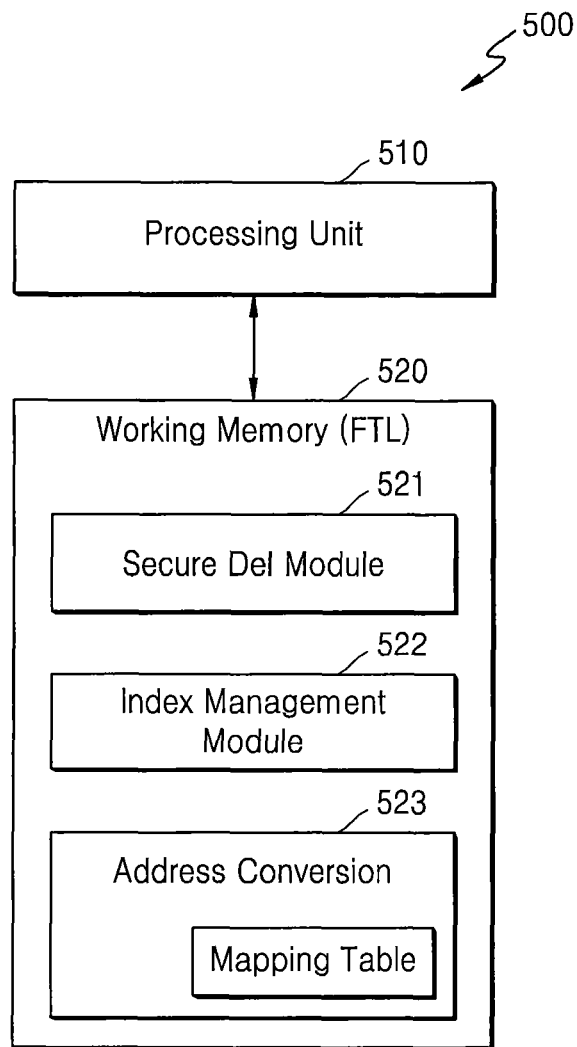 500
510
Processing Unit
520
Working Memory (FTL)
521
Secure Del Module
522
Index Management
Module
523
Address Conversion
Mapping Table